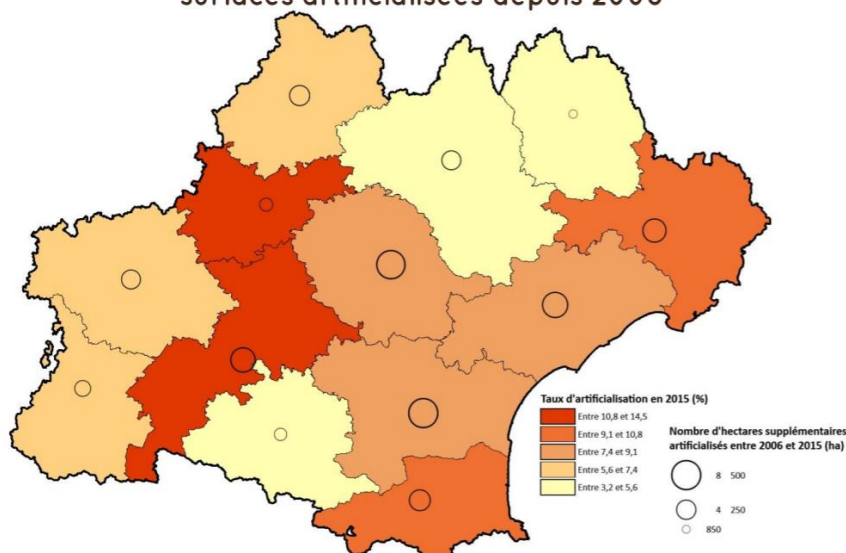 surfaces artificialisées depuis 2006
Taux d'artificialisation en 2015 (%)
Entre 10,8 et 14,5
Entre 9,1 et 10,8
Entre 7,4 et 9,1
Entre 5,6 et 7,4
Entre 3,2 et 5,6
Nombre d'hectares supplémentaires
artificialisés entre 2006 et 2015 (ha)
8 500
4 250
850